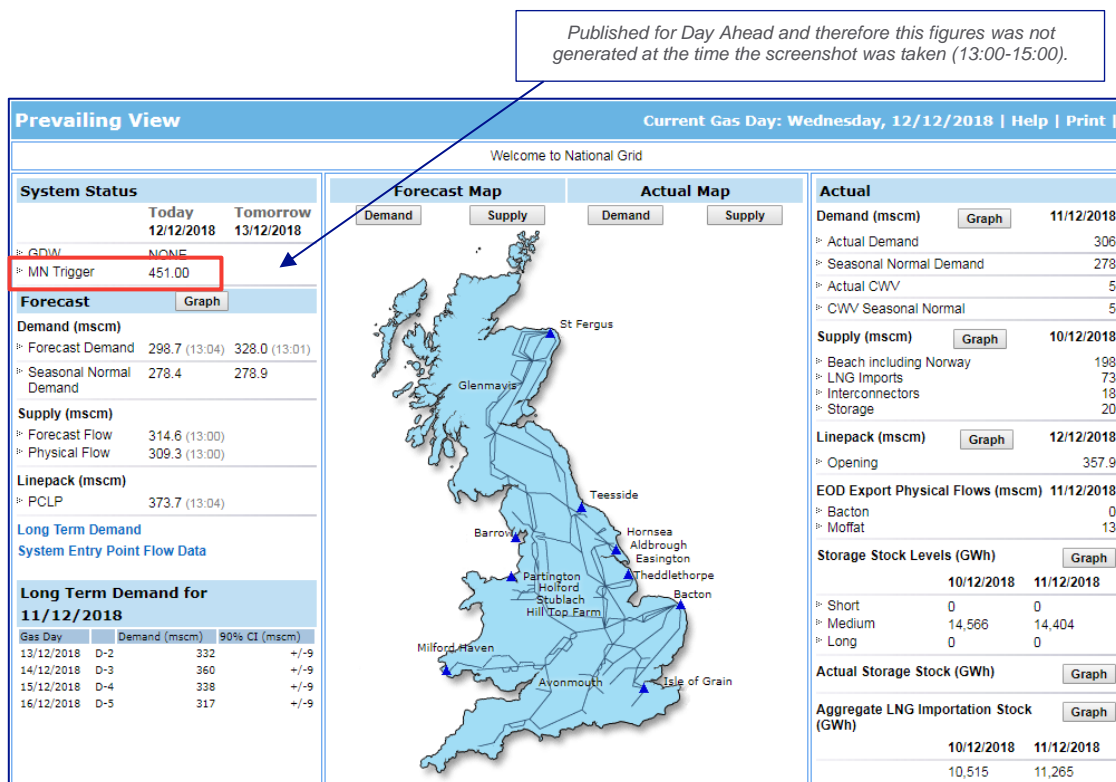 Published for Day Ahead and therefore this figures was not
generated at the time the screenshot was taken (13:00-15:00).
Prevailing View
Current Gas Day: Wednesday, 12/12/2018 | Help | Print |
Welcome to National Grid
System Status
Today Tomorrow
12/12/2018 13/12/2018
GDW NONE
MN Trigger 451.00
Forecast Graph
Demand (mscm)
Forecast Demand 298.7 (13:04) 328.0 (13:01)
Seasonal Normal 278.4 278.9
Demand
Supply (mscm)
Forecast Flow 314.6 (13:00)
Physical Flow 309.3 (13:00)
Linepack (mscm)
PCLP 373.7 (13:04)
Long Term Demand
System Entry Point Flow Data
Long Term Demand for
11/12/2018
Gas Day Demand (mscm) 90% CI (mscm)
13/12/2018 D-2 332 +/-9
14/12/2018 D-3 360 +/-9
15/12/2018 D-4 338 +/-9
16/12/2018 D-5 317 +/-9
Forecast Map Actual Map
Demand Supply Demand Supply
St Fergus
Glenmavis
Teesside
Barrow
Hornsea
Aldbrough
Easington
Theddlethorpe
Partington
Holford
Stublach
Hill Top Farm
Bacton
Milford Haven
Avonmouth
Isle of Grain
Actual
Demand (mscm) Graph 11/12/2018
Actual Demand 306
Seasonal Normal Demand 278
Actual CWV 5
CWV Seasonal Normal 5
Supply (mscm) Graph 10/12/2018
Beach including Norway 198
LNG Imports 73
Interconnectors 18
Storage 20
Linepack (mscm) Graph 12/12/2018
Opening 357.9
EOD Export Physical Flows (mscm) 11/12/2018
Bacton 0
Moffat 13
Storage Stock Levels (GWh) Graph
10/12/2018 11/12/2018
Short 0 0
Medium 14,566 14,404
Long 0 0
Actual Storage Stock (GWh) Graph
Aggregate LNG Importation Stock Graph
(GWh)
10/12/2018 11/12/2018
10,515 11,265